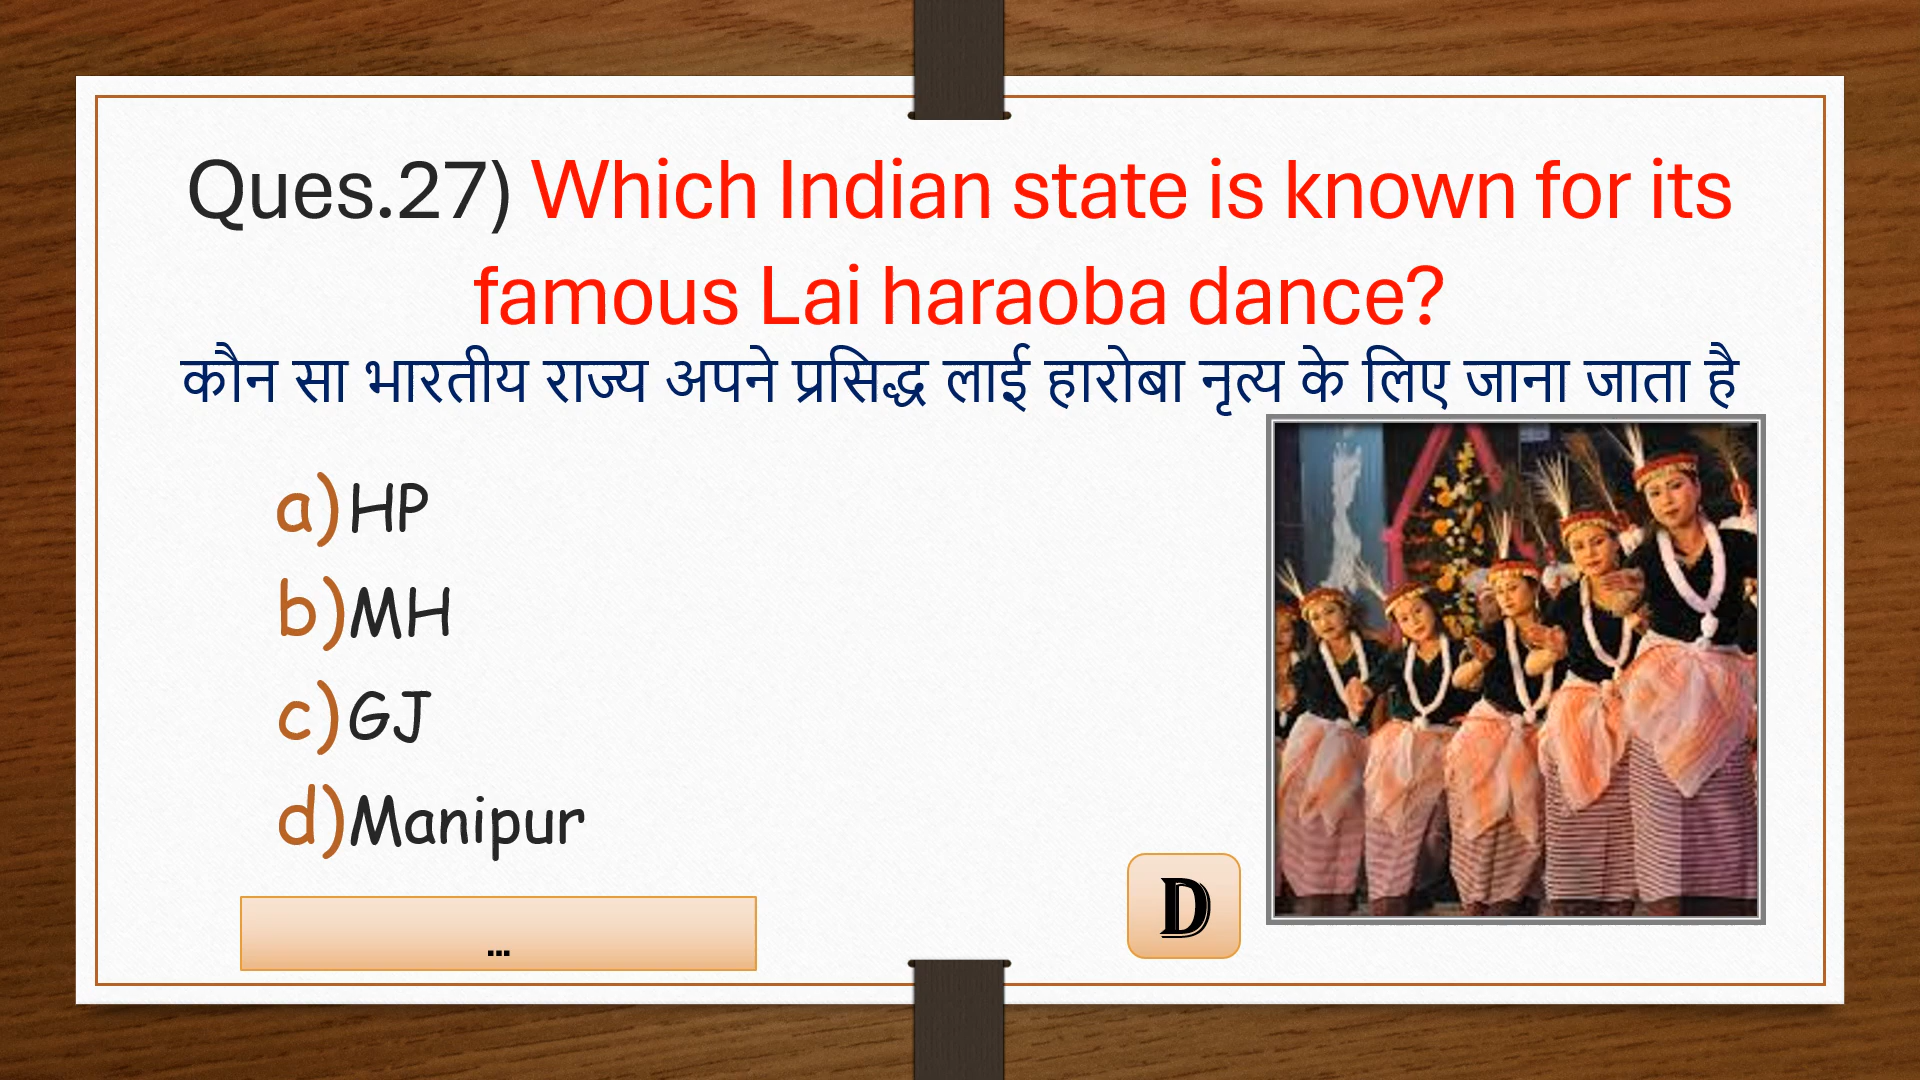 Ques.27) Which Indian state is known for its
famous Lai haraoba dance?
कौन सा भारतीय राज्य अपने प्रसिद्ध लाई हारोबा नृत्य के लिए जाना जाता है
a) HP
b) MH
c) GJ
d) Manipur
...
D